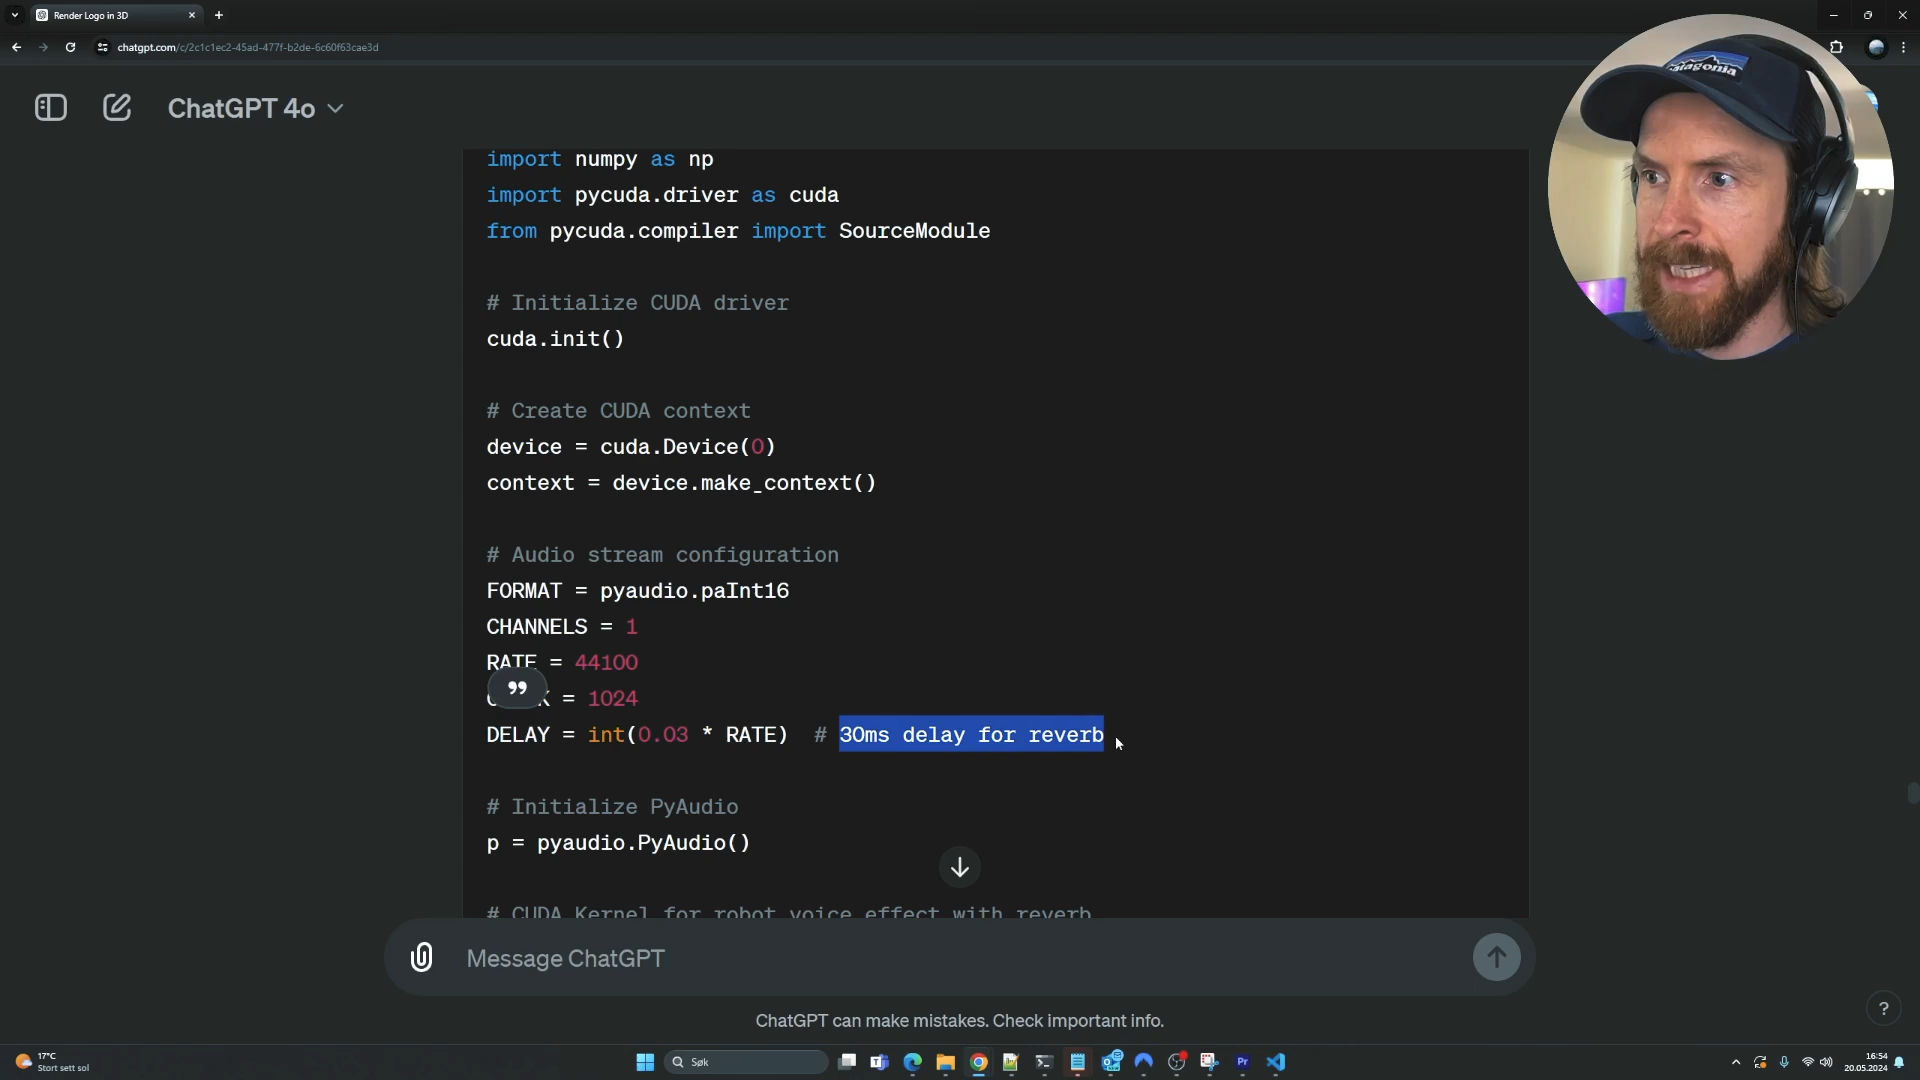 Render Logo in 3D
chatgpt.com/c/2c1c1ec2-45ad-477f-b2de-6c60f63cae3d
patagonia
ChatGPT 4o
import numpy as np
import pycuda.driver as cuda
from pycuda.compiler import SourceModule
# Initialize CUDA driver
cuda.init()
# Create CUDA context
device = cuda.Device(0)
context = device.make_context()
# Audio stream configuration
FORMAT = pyaudio.paInt16
CHANNELS = 1
RATE = 44100
= 1024
DELAY = int(0.03 * RATE)  # 30ms delay for reverb
# Initialize PyAudio
p = pyaudio.PyAudio()
# CUDA Kernel for robot voice effect with reverb
Message ChatGPT
ChatGPT can make mistakes. Check important info.
?
17°C
Stort sett sol
Søk
Pr
16:54
20.05.2024